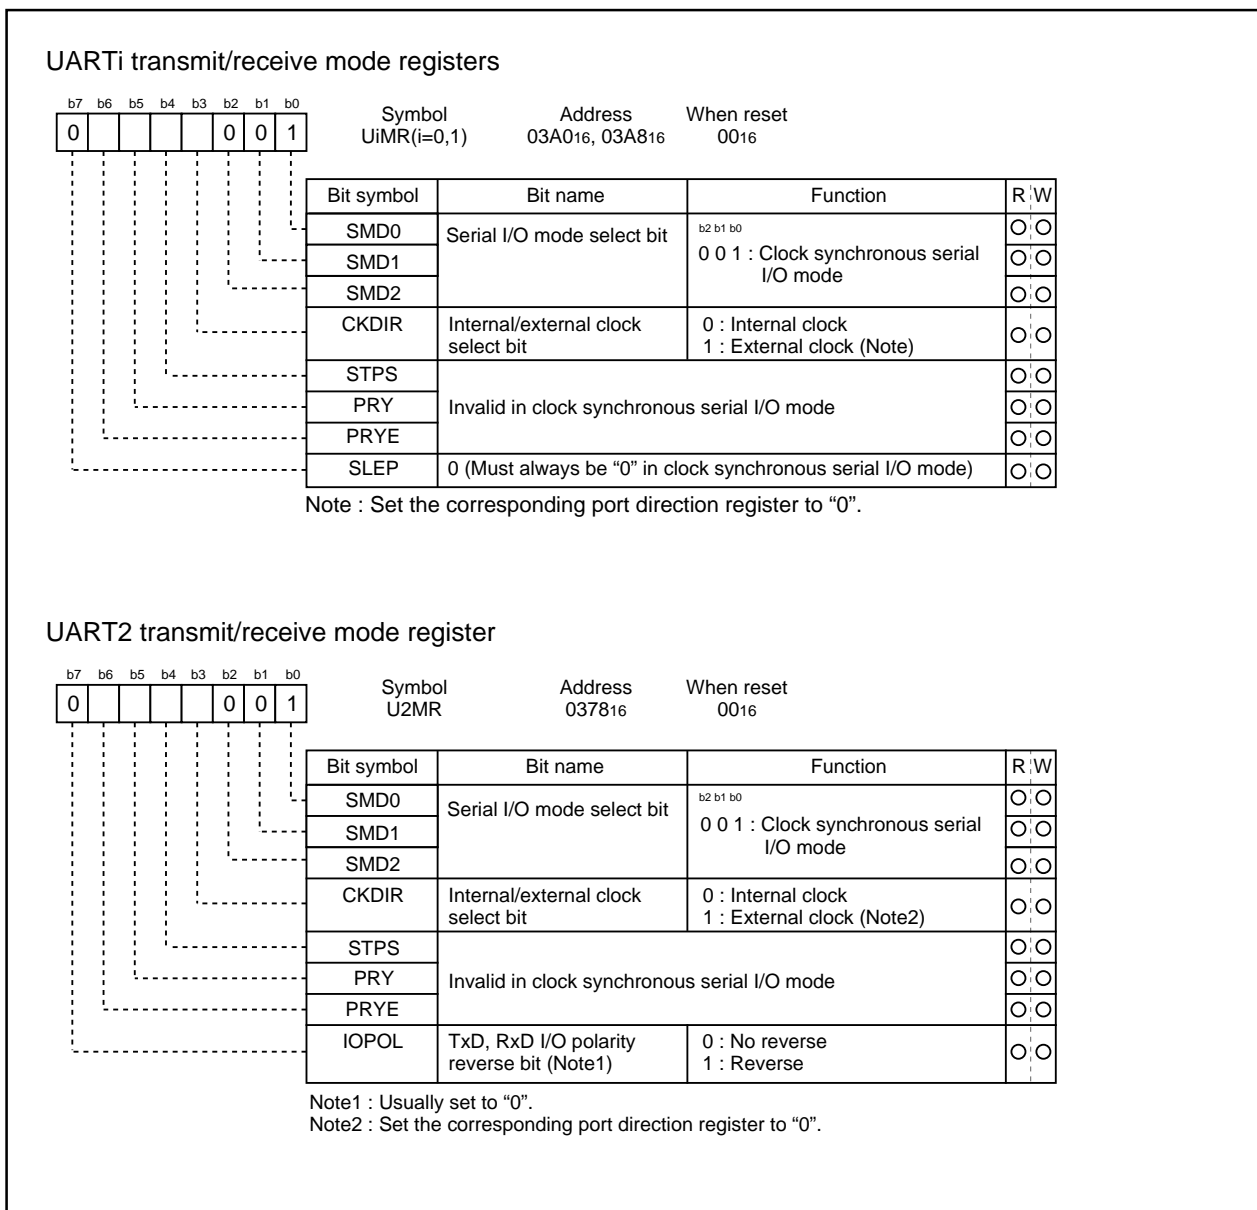 UARTi transmit/receive mode registers
b7 b6 b5 b4 b3 b2 b1 b0
0 0 0 1
Symbol Address When reset
UiMR(i=0,1) 03A016, 03A816 0016
Bit symbol Bit name Function R W
SMD0 Serial I/O mode select bit b2 b1 b0
SMD1 0 0 1 : Clock synchronous serial
I/O mode
SMD2
CKDIR Internal/external clock 0 : Internal clock
select bit 1 : External clock (Note)
STPS
PRY Invalid in clock synchronous serial I/O mode
PRYE
SLEP 0 (Must always be “0” in clock synchronous serial I/O mode)
Note : Set the corresponding port direction register to “0”.
UART2 transmit/receive mode register
b7 b6 b5 b4 b3 b2 b1 b0
0 0 0 1
Symbol Address When reset
U2MR 037816 0016
Bit symbol Bit name Function R W
SMD0 Serial I/O mode select bit b2 b1 b0
SMD1 0 0 1 : Clock synchronous serial
I/O mode
SMD2
CKDIR Internal/external clock 0 : Internal clock
select bit 1 : External clock (Note2)
STPS
PRY Invalid in clock synchronous serial I/O mode
PRYE
IOPOL TxD, RxD I/O polarity 0 : No reverse
reverse bit (Note1) 1 : Reverse
Note1 : Usually set to “0”.
Note2 : Set the corresponding port direction register to “0”.